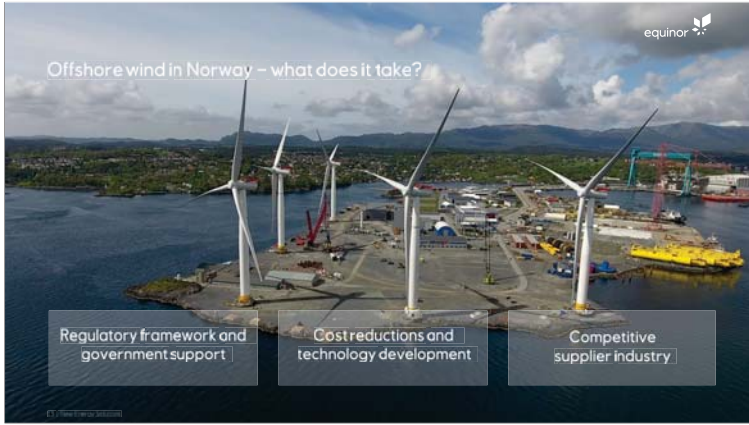 equinor
Offshore wind in Norway – what does it take?
Regulatory framework and
government support
Cost reductions and
technology development
Competitive
supplier industry